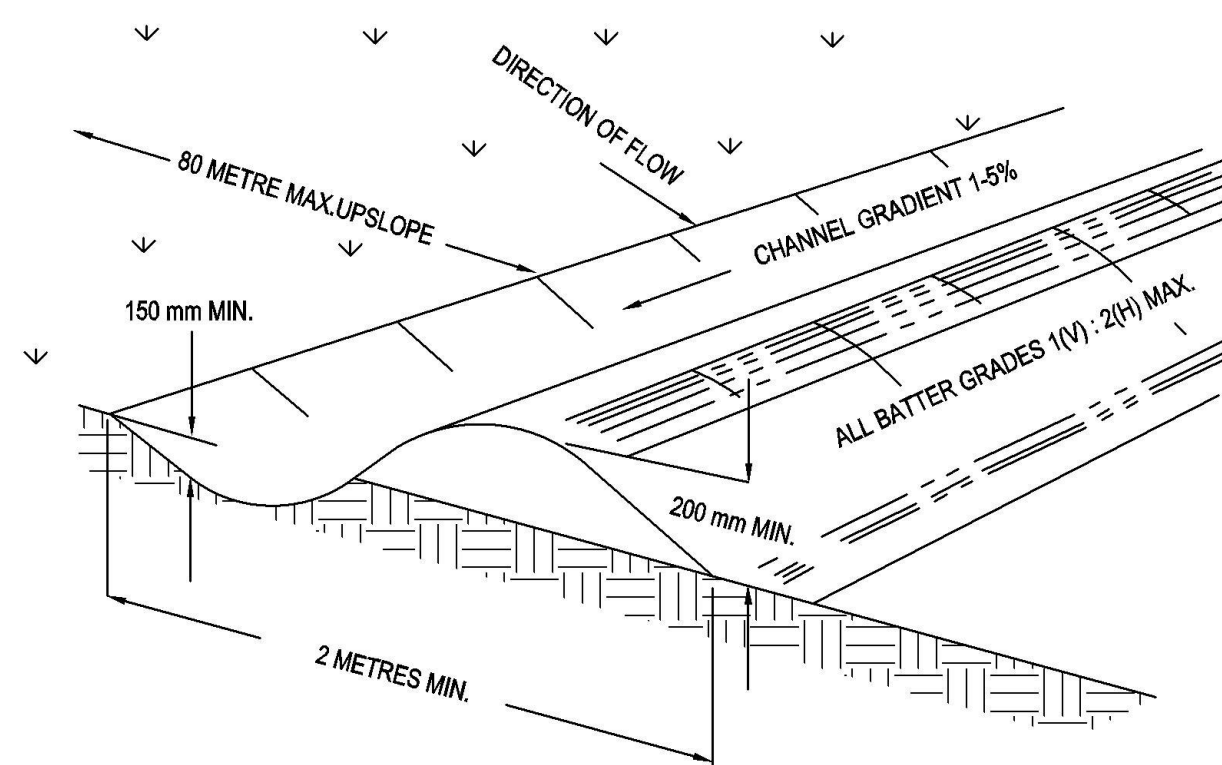 DIRECTION OF FLOW
80 METRE MAX.UPSLOPE
CHANNEL GRADIENT 1-5%
150 mm MIN.
ALL BATTER GRADES 1(V) : 2(H) MAX.
200 mm MIN.
2 METRES MIN.